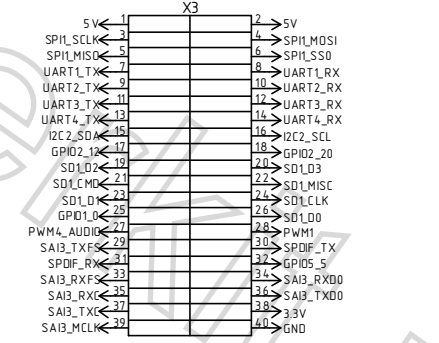 X3
5V 1 2 5V
SPI1_SCLK 3 4 SPI1_MOSI
SPI1_MISO 5 6 SPI1_SS0
UART1_TX 7 8 UART1_RX
UART2_TX 9 10 UART2_RX
UART3_TX 11 12 UART3_RX
UART4_TX 13 14 UART4_RX
I2C2_SDA 15 16 I2C2_SCL
GPIO2_12 17 18 GPIO2_20
SD1_D2 19 20 SD1_D3
SD1_CMD 21 22 SD1_MISC
SD1_D1 23 24 SD1_CLK
GPIO1_0 25 26 SD1_D0
PWM4_AUDIO 27 28 PWM1
SAI3_TXFS 29 30 SPDIF_TX
SPDIF_RX 31 32 GPIO5_5
SAI3_RXFS 33 34 SAI3_RXD0
SAI3_RXC 35 36 SAI3_TXD0
SAI3_TXC 37 38 3.3V
SAI3_MCLK 39 40 GND